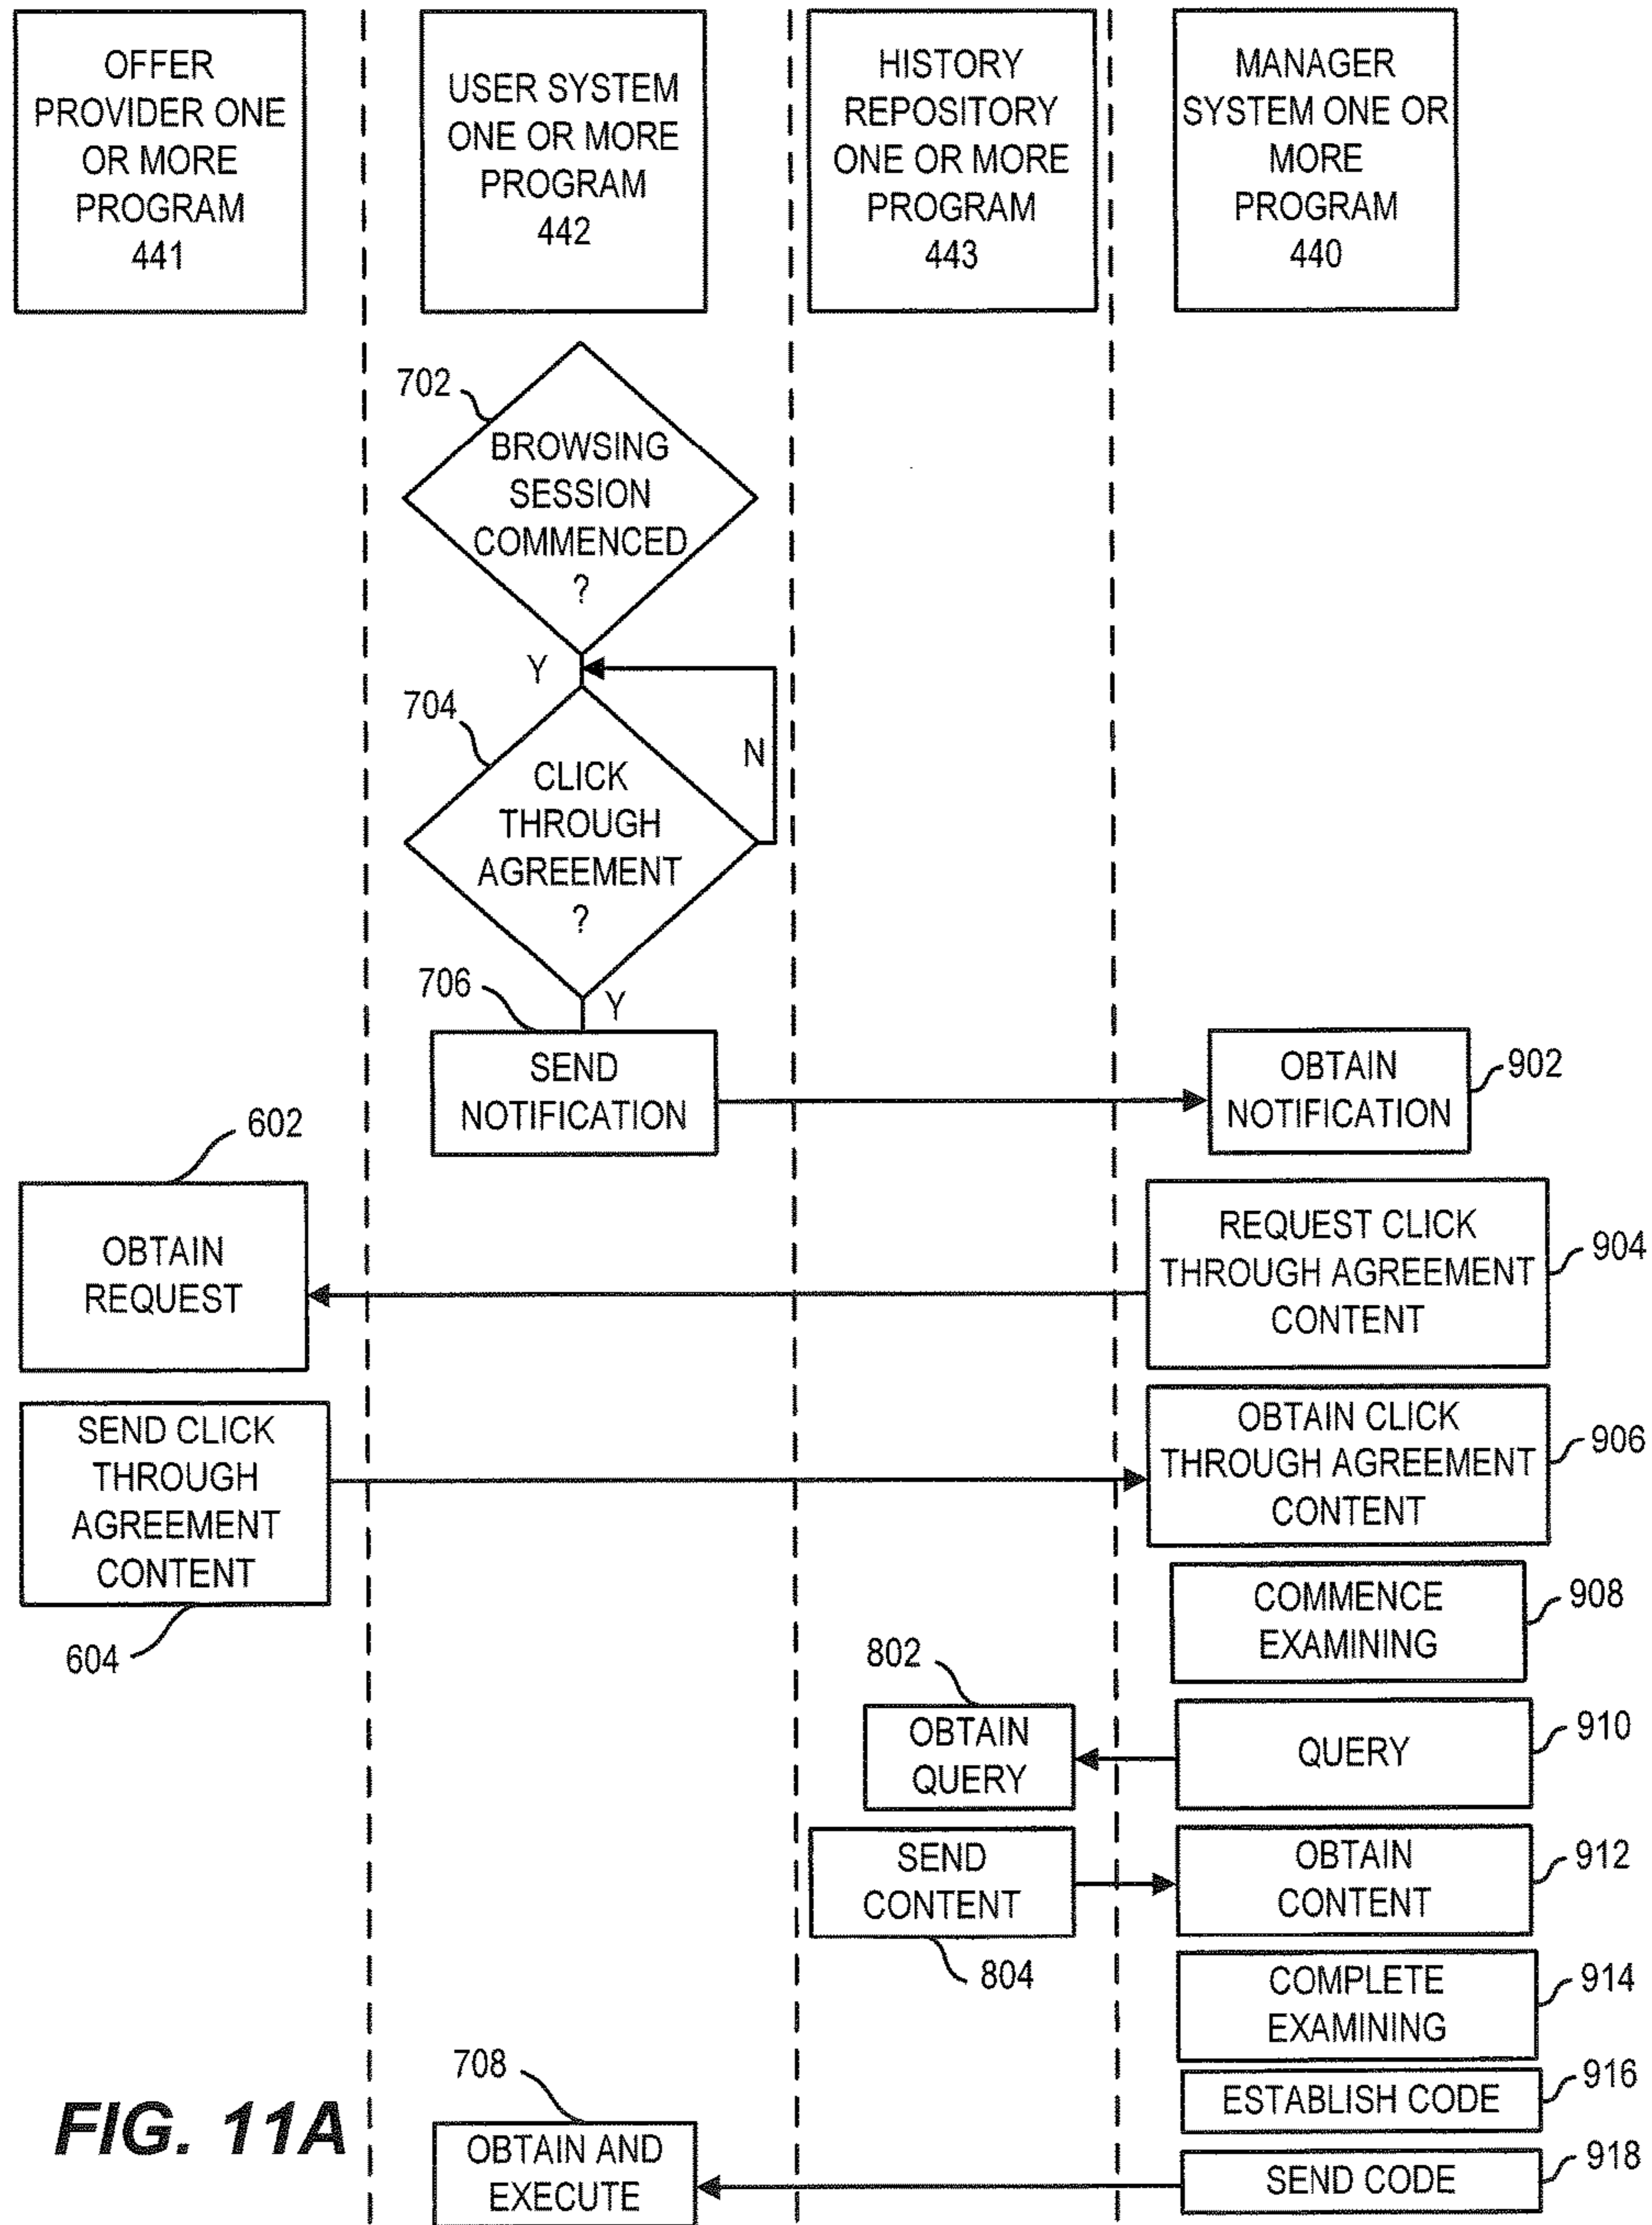 OFFER
PROVIDER ONE
OR MORE
PROGRAM
441
USER SYSTEM
ONE OR MORE
PROGRAM
442
HISTORY
REPOSITORY
ONE OR MORE
PROGRAM
443
MANAGER
SYSTEM ONE OR
MORE
PROGRAM
440
702
BROWSING
SESSION
COMMENCED
?
Y
704
N
CLICK
THROUGH
AGREEMENT
?
706
Y
SEND
NOTIFICATION
OBTAIN
NOTIFICATION
902
602
OBTAIN
REQUEST
REQUEST CLICK
THROUGH AGREEMENT
CONTENT
904
SEND CLICK
THROUGH
AGREEMENT
CONTENT
604
OBTAIN CLICK
THROUGH AGREEMENT
CONTENT
906
COMMENCE
EXAMINING
908
802
OBTAIN
QUERY
QUERY
910
SEND
CONTENT
804
OBTAIN
CONTENT
912
COMPLETE
EXAMINING
914
ESTABLISH CODE
916
708
OBTAIN AND
EXECUTE
SEND CODE
918
FIG. 11A